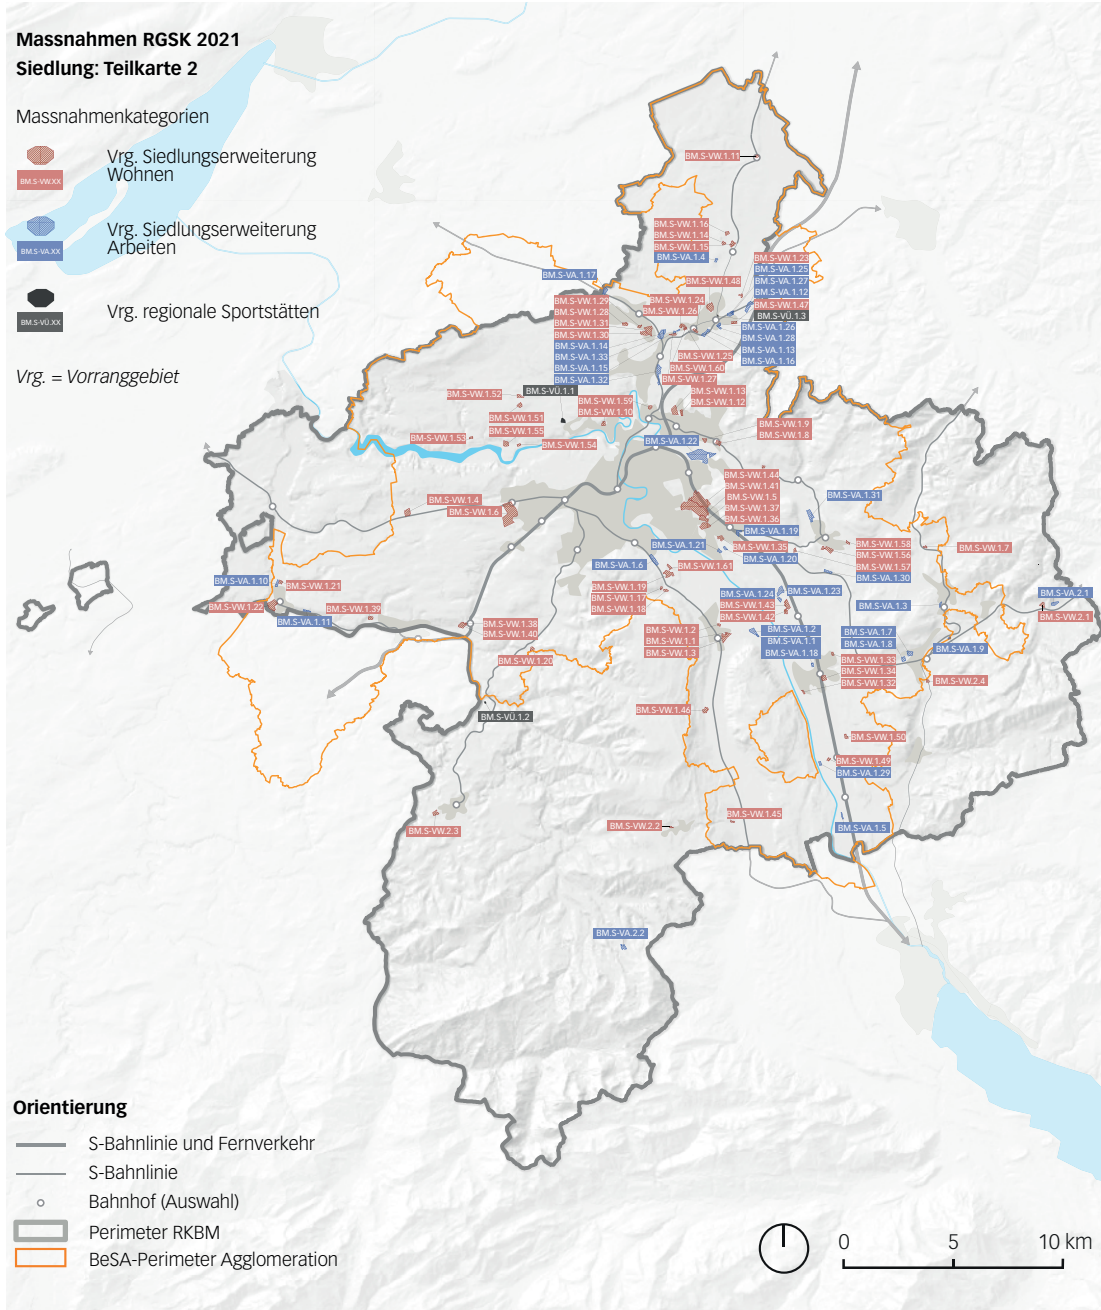 Massnahmen RGSK 2021
Siedlung: Teilkarte 2
Massnahmenkategorien
Vrg. Siedlungserweiterung
Wohnen
BM.S-VW.XX
Vrg. Siedlungserweiterung
Arbeiten
BM.S-VA.XX
Vrg. regionale Sportstätten
BM.S-VÜ.XX
Vrg. = Vorranggebiet
BM.S-VW.1.11
BM.S-VW.1.16
BM.S-VW.1.14
BM.S-VW.1.15
BM.S-VA.1.4
BM.S-VW.1.23
BM.S-VA.1.25
BM.S-VA.1.27
BM.S-VA.1.12
BM.S-VW.1.47
BM.S-VÜ.1.3
BM.S-VA.1.26
BM.S-VA.1.28
BM.S-VA.1.13
BM.S-VA.1.16
BM.S-VA.1.17
BM.S-VW.1.48
BM.S-VW.1.29
BM.S-VW.1.28
BM.S-VW.1.31
BM.S-VW.1.30
BM.S-VA.1.14
BM.S-VA.1.33
BM.S-VA.1.15
BM.S-VA.1.32
BM.S-VW.1.24
BM.S-VW.1.26
BM.S-VW.1.25
BM.S-VW.1.60
BM.S-VW.1.27
BM.S-VW.1.13
BM.S-VW.1.12
BM.S-VÜ.1.1
BM.S-VW.1.52
BM.S-VW.1.59
BM.S-VW.1.10
BM.S-VW.1.51
BM.S-VW.1.55
BM.S-VW.1.53
BM.S-VW.1.54
BM.S-VW.1.9
BM.S-VW.1.8
BM.S-VA.1.22
BM.S-VW.1.44
BM.S-VW.1.41
BM.S-VW.1.5
BM.S-VW.1.37
BM.S-VW.1.36
BM.S-VA.1.31
BM.S-VW.1.4
BM.S-VW.1.6
BM.S-VA.1.19
BM.S-VA.1.21
BM.S-VW.1.35
BM.S-VA.1.20
BM.S-VW.1.58
BM.S-VW.1.56
BM.S-VW.1.57
BM.S-VA.1.30
BM.S-VW.1.7
BM.S-VA.1.6
BM.S-VW.1.61
BM.S-VA.1.10
BM.S-VW.1.21
BM.S-VW.1.22
BM.S-VA.1.11
BM.S-VW.1.39
BM.S-VW.1.19
BM.S-VW.1.17
BM.S-VW.1.18
BM.S-VA.1.24
BM.S-VW.1.43
BM.S-VW.1.42
BM.S-VA.1.23
BM.S-VA.1.3
BM.S-VA.2.1
BM.S-VW.2.1
BM.S-VW.1.38
BM.S-VW.1.40
BM.S-VW.1.2
BM.S-VW.1.1
BM.S-VW.1.3
BM.S-VA.1.2
BM.S-VA.1.1
BM.S-VA.1.18
BM.S-VA.1.7
BM.S-VA.1.8
BM.S-VA.1.9
BM.S-VW.1.20
BM.S-VW.1.33
BM.S-VW.1.34
BM.S-VW.1.32
BM.S-VW.2.4
BM.S-VÜ.1.2
BM.S-VW.1.46
BM.S-VW.1.50
BM.S-VW.1.49
BM.S-VA.1.29
BM.S-VW.2.3
BM.S-VW.2.2
BM.S-VW.1.45
BM.S-VA.1.5
BM.S-VA.2.2
Orientierung
S-Bahnlinie und Fernverkehr
S-Bahnlinie
Bahnhof (Auswahl)
Perimeter RKBM
BeSA-Perimeter Agglomeration
0 5 10 km